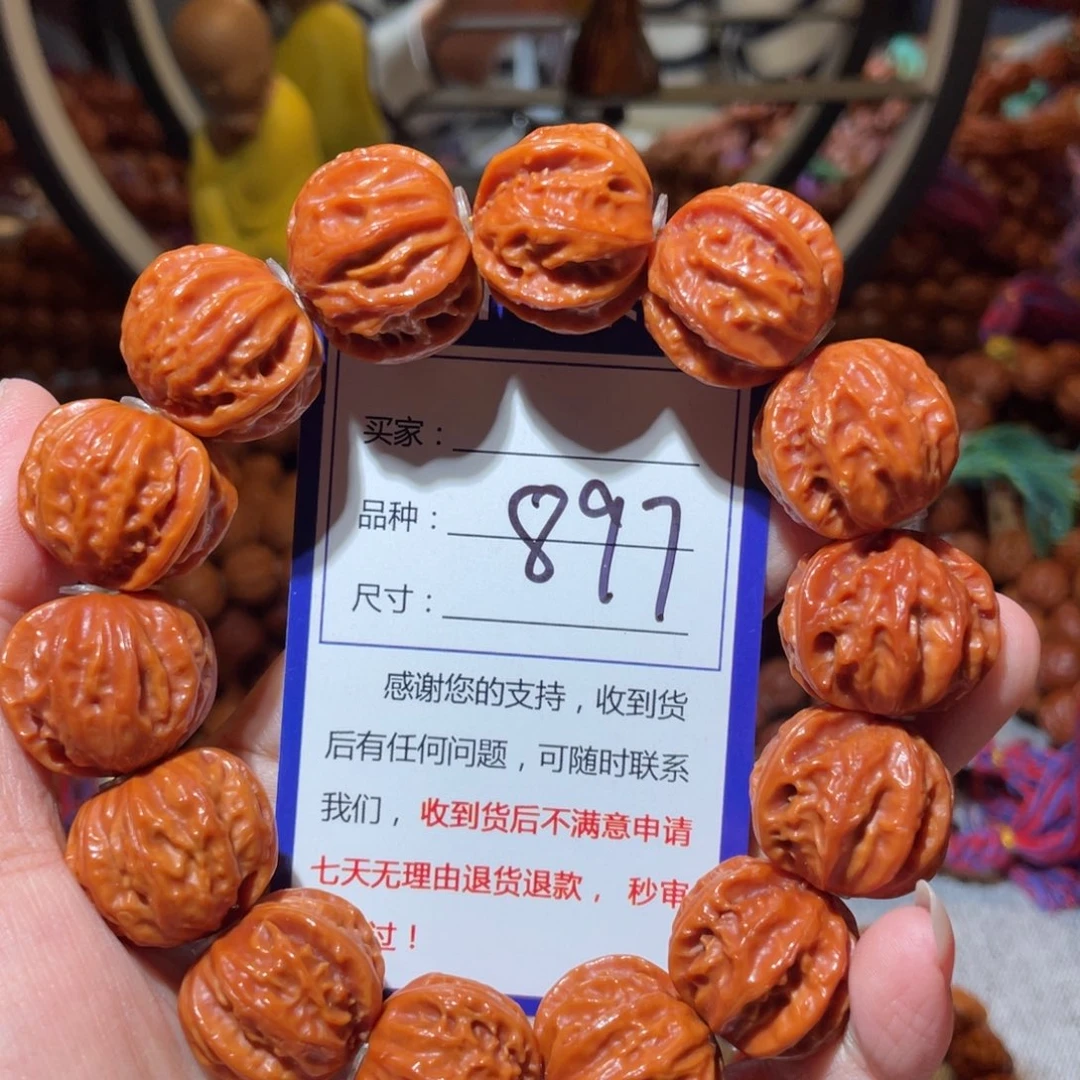 买家：
品种：897
尺寸：
感谢您的支持，收到货
后有任何问题，可随时联系
我们，收到货后不满意申请
七天无理由退货退款，秒审
过！